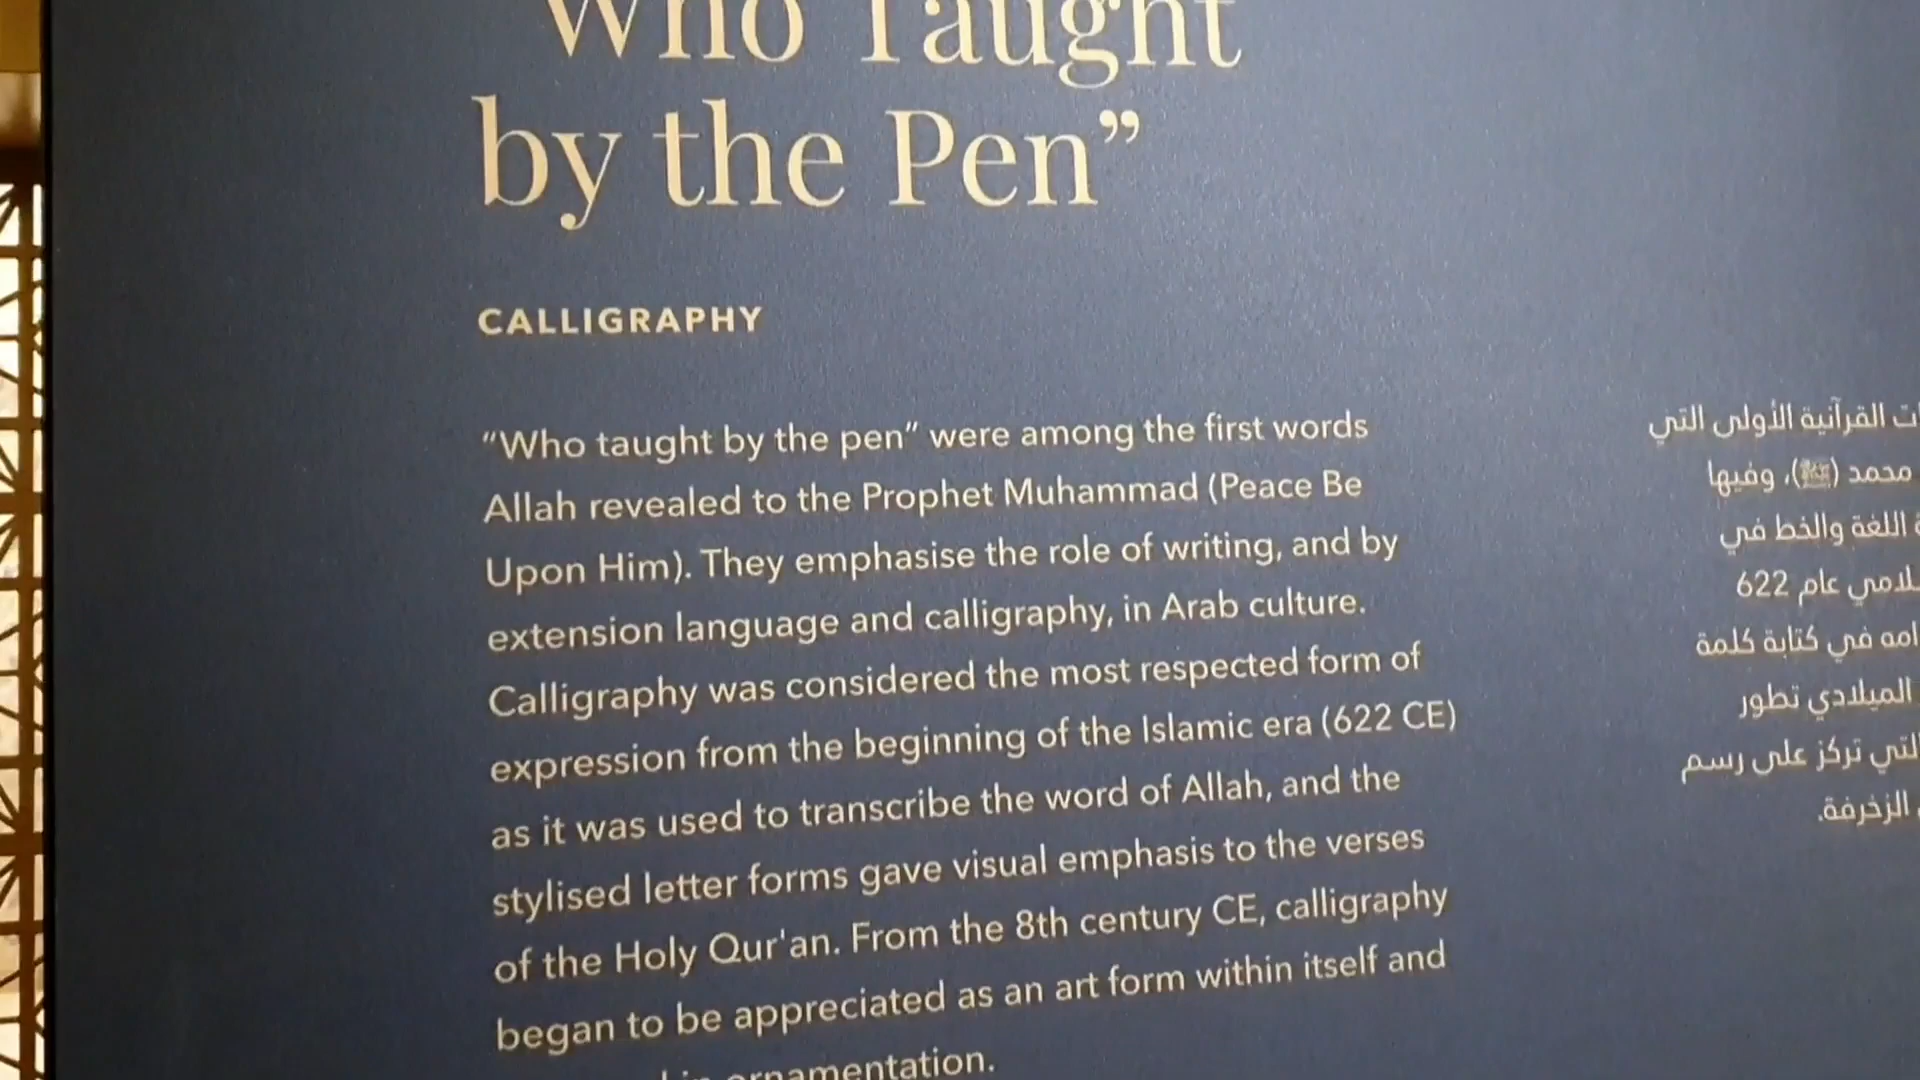 Who Taught
by the Pen”
CALLIGRAPHY
“Who taught by the pen” were among the first words
Allah revealed to the Prophet Muhammad (Peace Be
Upon Him). They emphasise the role of writing, and by
extension language and calligraphy, in Arab culture.
Calligraphy was considered the most respected form of
expression from the beginning of the Islamic era (622 CE)
as it was used to transcribe the word of Allah, and the
stylised letter forms gave visual emphasis to the verses
of the Holy Qur'an. From the 8th century CE, calligraphy
began to be appreciated as an art form within itself and
ornamentation.
القرآنية الأولى التي
محمد (ﷺ)، وفيها
اللغة والخط في
عام 622
في كتابة كلمة
الميلادي تطور
التي تركز على رسم
الزخرفة.